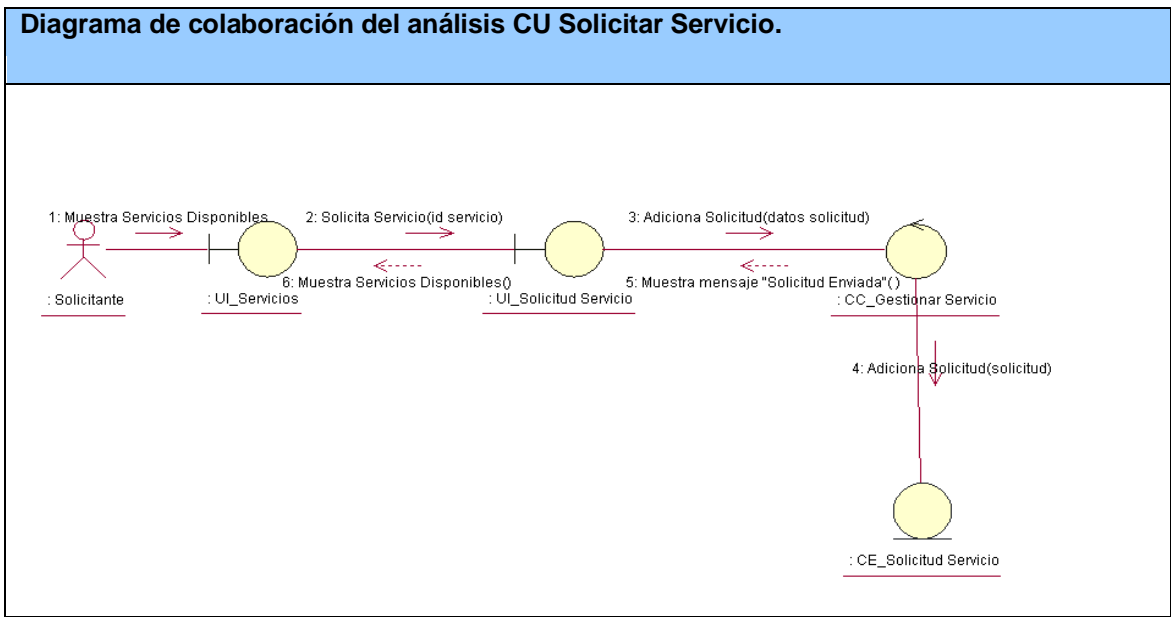 Diagrama de colaboración del análisis CU Solicitar Servicio.
1: Muestra Servicios Disponibles
2: Solicita Servicio(id servicio)
3: Adiciona Solicitud(datos solicitud)
6: Muestra Servicios Disponibles()
5: Muestra mensaje "Solicitud Enviada"()
: Solicitante
: UI_Servicios
: UI_Solicitud Servicio
: CC_Gestionar Servicio
4: Adiciona Solicitud(solicitud)
: CE_Solicitud Servicio